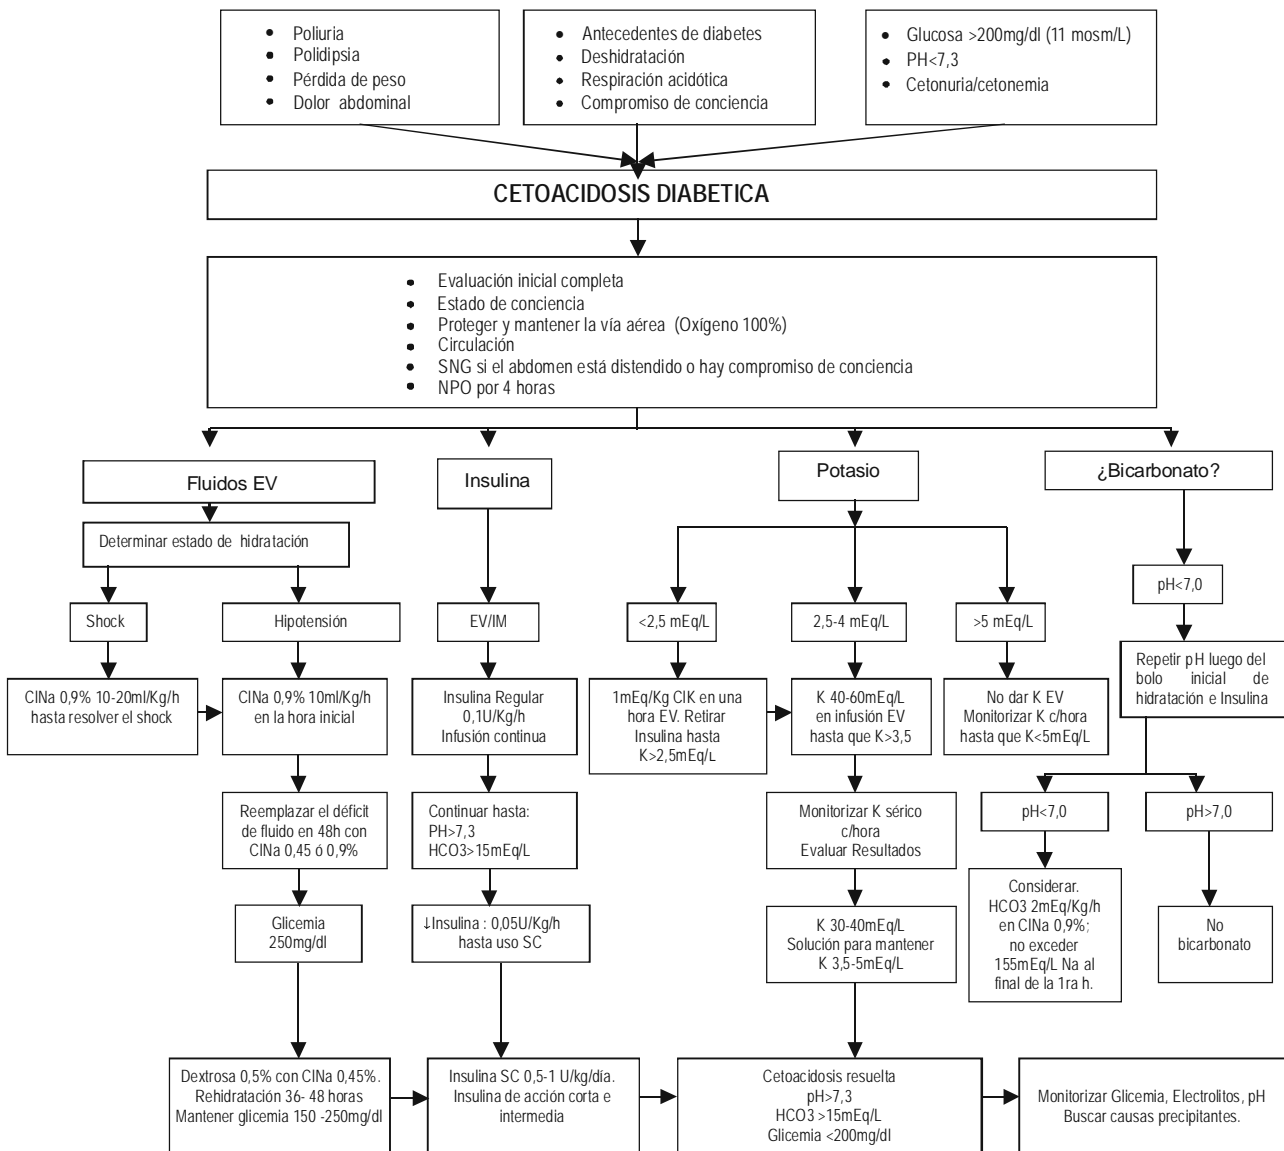 • Poliuria
• Polidipsia
• Pérdida de peso
• Dolor abdominal
• Antecedentes de diabetes
• Deshidratación
• Respiración acidótica
• Compromiso de conciencia
• Glucosa >200mg/dl (11 mosm/L)
• PH<7,3
• Cetonuria/cetonemia
CETOACIDOSIS DIABETICA
• Evaluación inicial completa
• Estado de conciencia
• Proteger y mantener la vía aérea (Oxígeno 100%)
• Circulación
• SNG si el abdomen está distendido o hay compromiso de conciencia
• NPO por 4 horas
Fluidos EV
Determinar estado de hidratación
Shock
ClNa 0,9% 10-20ml/Kg/h
hasta resolver el shock
Hipotensión
ClNa 0,9% 10ml/Kg/h
en la hora inicial
Reemplazar el déficit
de fluido en 48h con
ClNa 0,45 ó 0,9%
Glicemia
250mg/dl
Dextrosa 0,5% con ClNa 0,45%.
Rehidratación 36- 48 horas
Mantener glicemia 150 -250mg/dl
Insulina
EV/IM
Insulina Regular
0,1U/Kg/h
Infusión continua
Continuar hasta:
PH>7,3
HCO3>15mEq/L
↓Insulina : 0,05U/Kg/h
hasta uso SC
Insulina SC 0,5-1 U/kg/día.
Insulina de acción corta e
intermedia
Potasio
<2,5 mEq/L
1mEq/Kg ClK en una
hora EV. Retirar
Insulina hasta
K>2,5mEq/L
2,5-4 mEq/L
K 40-60mEq/L
en infusión EV
hasta que K>3,5
Monitorizar K sérico
c/hora
Evaluar Resultados
K 30-40mEq/L
Solución para mantener
K 3,5-5mEq/L
>5 mEq/L
No dar K EV
Monitorizar K c/hora
hasta que K<5mEq/L
Cetoacidosis resuelta
pH>7,3
HCO3 >15mEq/L
Glicemia <200mg/dl
¿Bicarbonato?
pH<7,0
Repetir pH luego del
bolo inicial de
hidratación e Insulina
pH<7,0
Considerar.
HCO3 2mEq/Kg/h
en ClNa 0,9%;
no exceder
155mEq/L Na al
final de la 1ra h.
pH>7,0
No
bicarbonato
Monitorizar Glicemia, Electrolitos, pH
Buscar causas precipitantes.